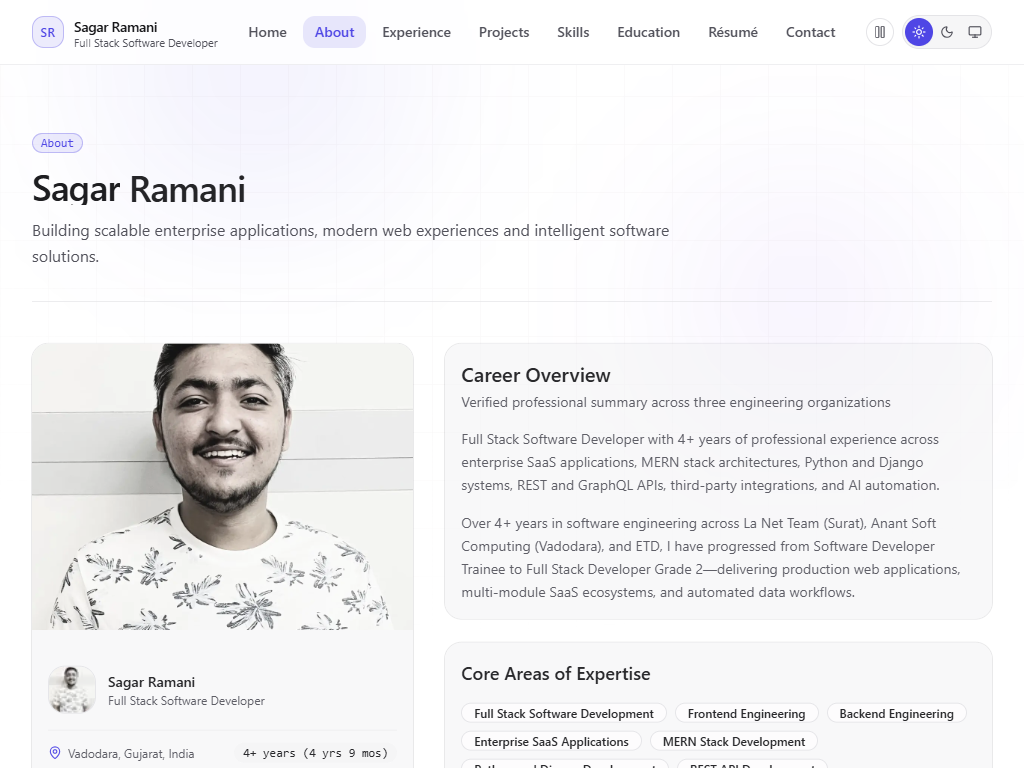 SR
Sagar Ramani
Full Stack Software Developer
Home
About
Experience
Projects
Skills
Education
Résumé
Contact
About
Sagar Ramani
Building scalable enterprise applications, modern web experiences and intelligent software
solutions.
Sagar Ramani
Full Stack Software Developer
Vadodara, Gujarat, India
4+ years (4 yrs 9 mos)
Career Overview
Verified professional summary across three engineering organizations
Full Stack Software Developer with 4+ years of professional experience across
enterprise SaaS applications, MERN stack architectures, Python and Django
systems, REST and GraphQL APIs, third-party integrations, and AI automation.
Over 4+ years in software engineering across La Net Team (Surat), Anant Soft
Computing (Vadodara), and ETD, I have progressed from Software Developer
Trainee to Full Stack Developer Grade 2—delivering production web applications,
multi-module SaaS ecosystems, and automated data workflows.
Core Areas of Expertise
Full Stack Software Development
Frontend Engineering
Backend Engineering
Enterprise SaaS Applications
MERN Stack Development